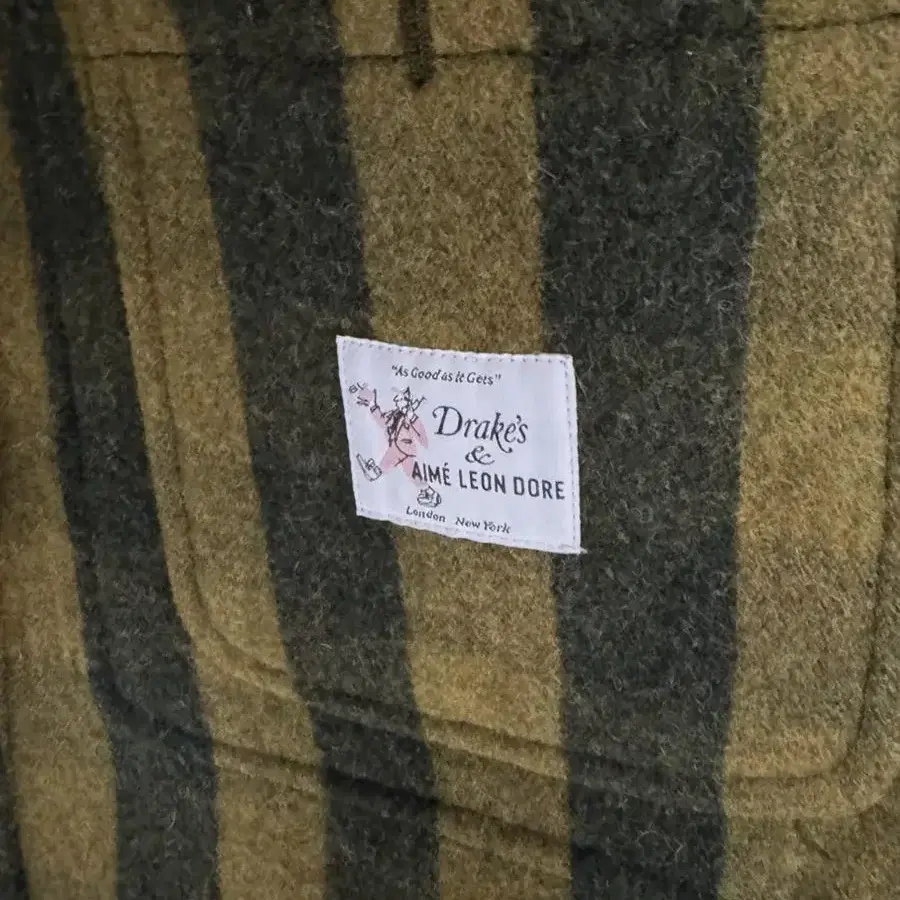 "As Good as it Gets"
Drake's
&
AIMÉ LEON DORE
London New York